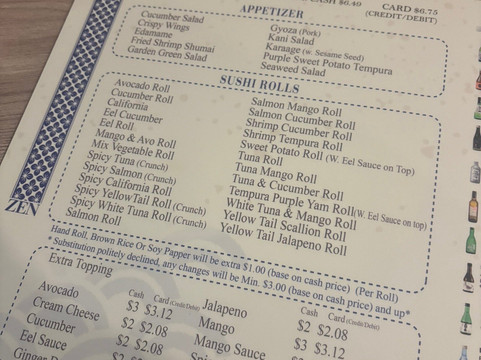 CASH $6.49 CARD $6.75
(CREDIT/DEBIT)
APPETIZER
Cucumber Salad
Crispy Wings
Edamame
Fried Shrimp Shumai
Garden Green Salad
Gyoza (Pork)
Kani Salad
Karaage (w. Sesame Seed)
Purple Sweet Potato Tempura
Seaweed Salad
SUSHI ROLLS
Avocado Roll
Cucumber Roll
California
Eel Cucumber
Eel Roll
Mango & Avo Roll
Mix Vegetable Roll
Spicy Tuna (Crunch)
Spicy Salmon (Crunch)
Spicy California Roll
Spicy YellowTail Roll (Crunch)
Spicy White Tuna Roll (Crunch)
Salmon Roll
Salmon Mango Roll
Salmon Cucumber Roll
Shrimp Cucumber Roll
Shrimp Tempura Roll
Sweet Potato Roll (W. Eel Sauce on Top)
Tuna Roll
Tuna Mango Roll
Tuna & Cucumber Roll
Tempura Purple Yam Roll(W. Eel Sauce on top)
White Tuna & Mango Roll
Yellow Tail Scallion Roll
Yellow Tail Jalapeno Roll
ZEN
Hand Roll, Brown Rice Or Soy Papper will be extra $1.00 (base on cash price) (Per Roll)
* Substitution politely declined, any changes will be Min. $3.00 (base on cash price) and up*
Extra Topping
Cash Card (Credit/Debit)
Avocado $3 $3.12
Cream Cheese $2 $2.08
Cucumber $2 $2.08
Eel Sauce
Cash Card (Credit/Debit)
Jalapeno $2 $2.08
Mango $3 $3.12
Mango Sauce $2 $2.08